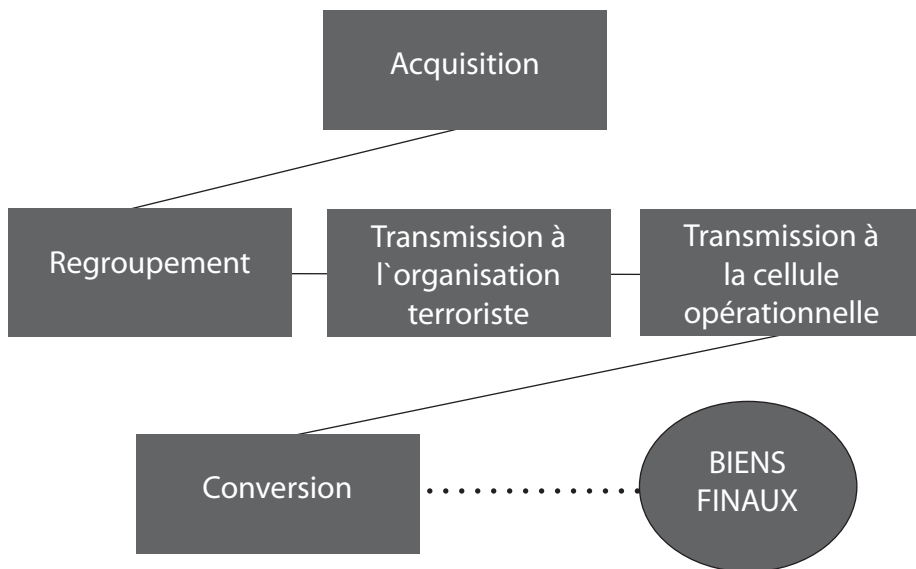 Acquisition
Regroupement
Transmission à
l`organisation
terroriste
Transmission à
la cellule
opérationnelle
Conversion
BIENS
FINAUX